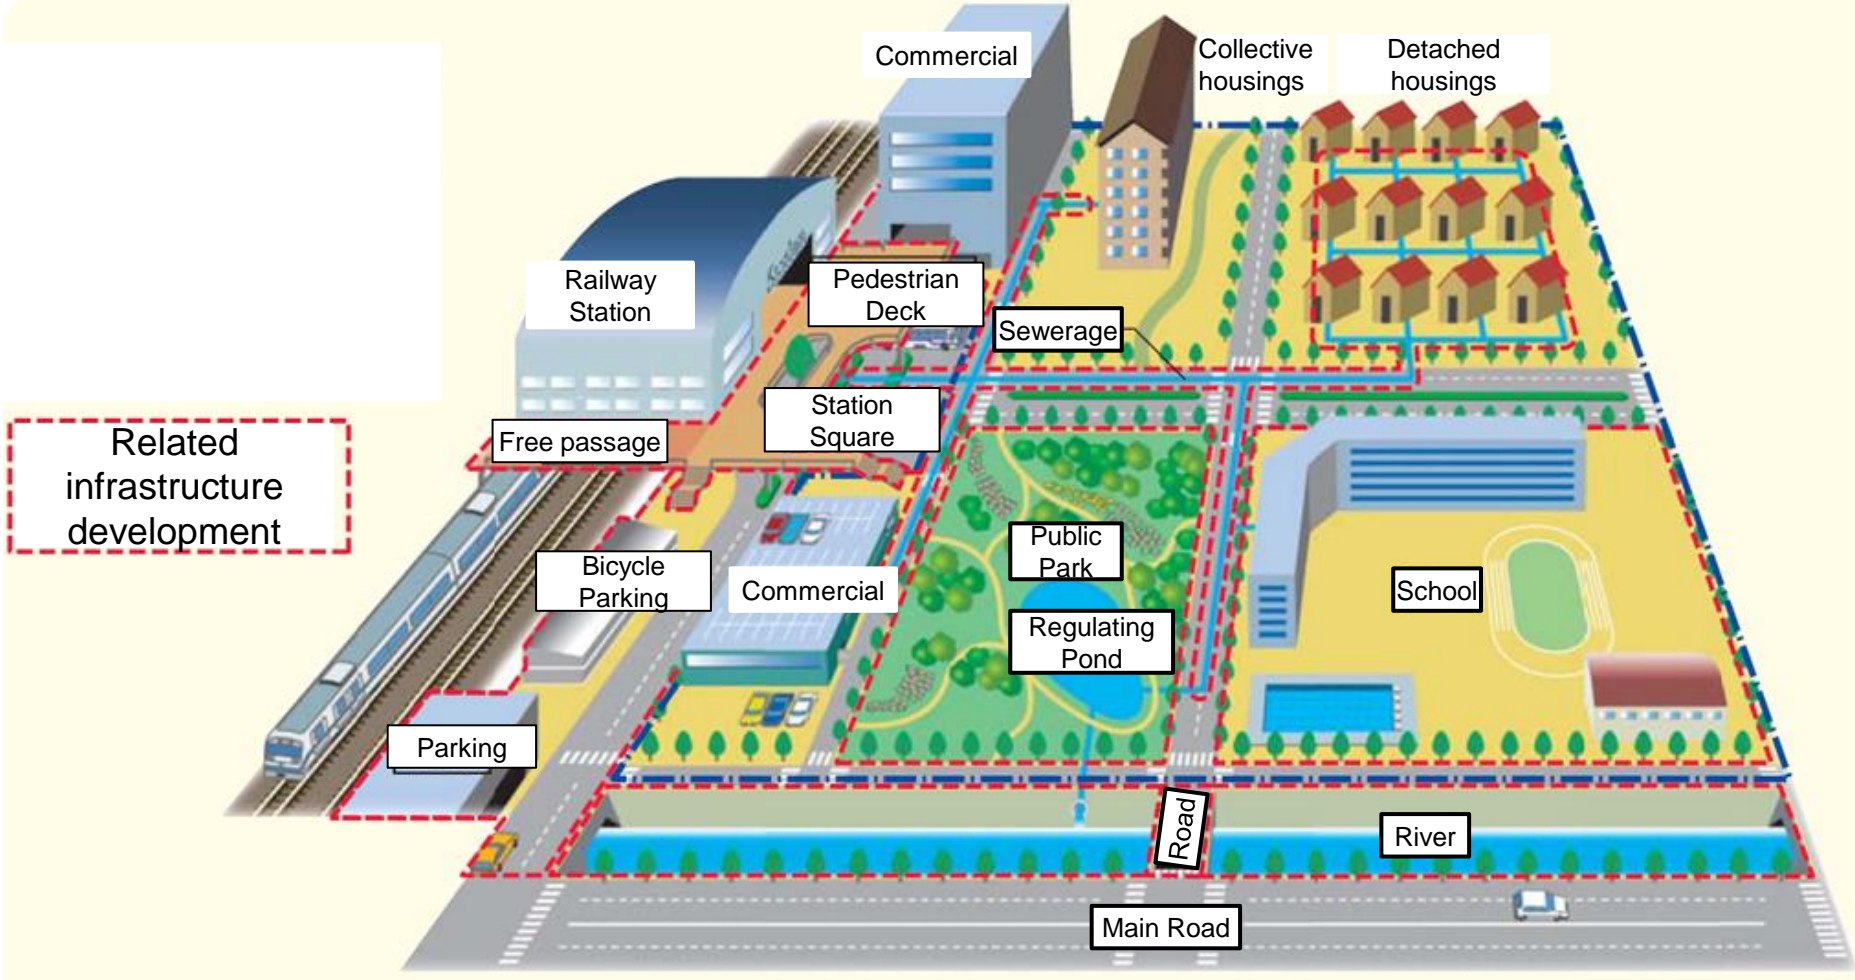 Commercial
Collective
housings
Detached
housings
Railway
Station
Station
Pedestrian
Deck
Sewerage
Station
Square
Free passage
Related
infrastructure
development
Public
Park
Bicycle
Parking
Commercial
School
Regulating
Pond
Parking
Road
River
Main Road